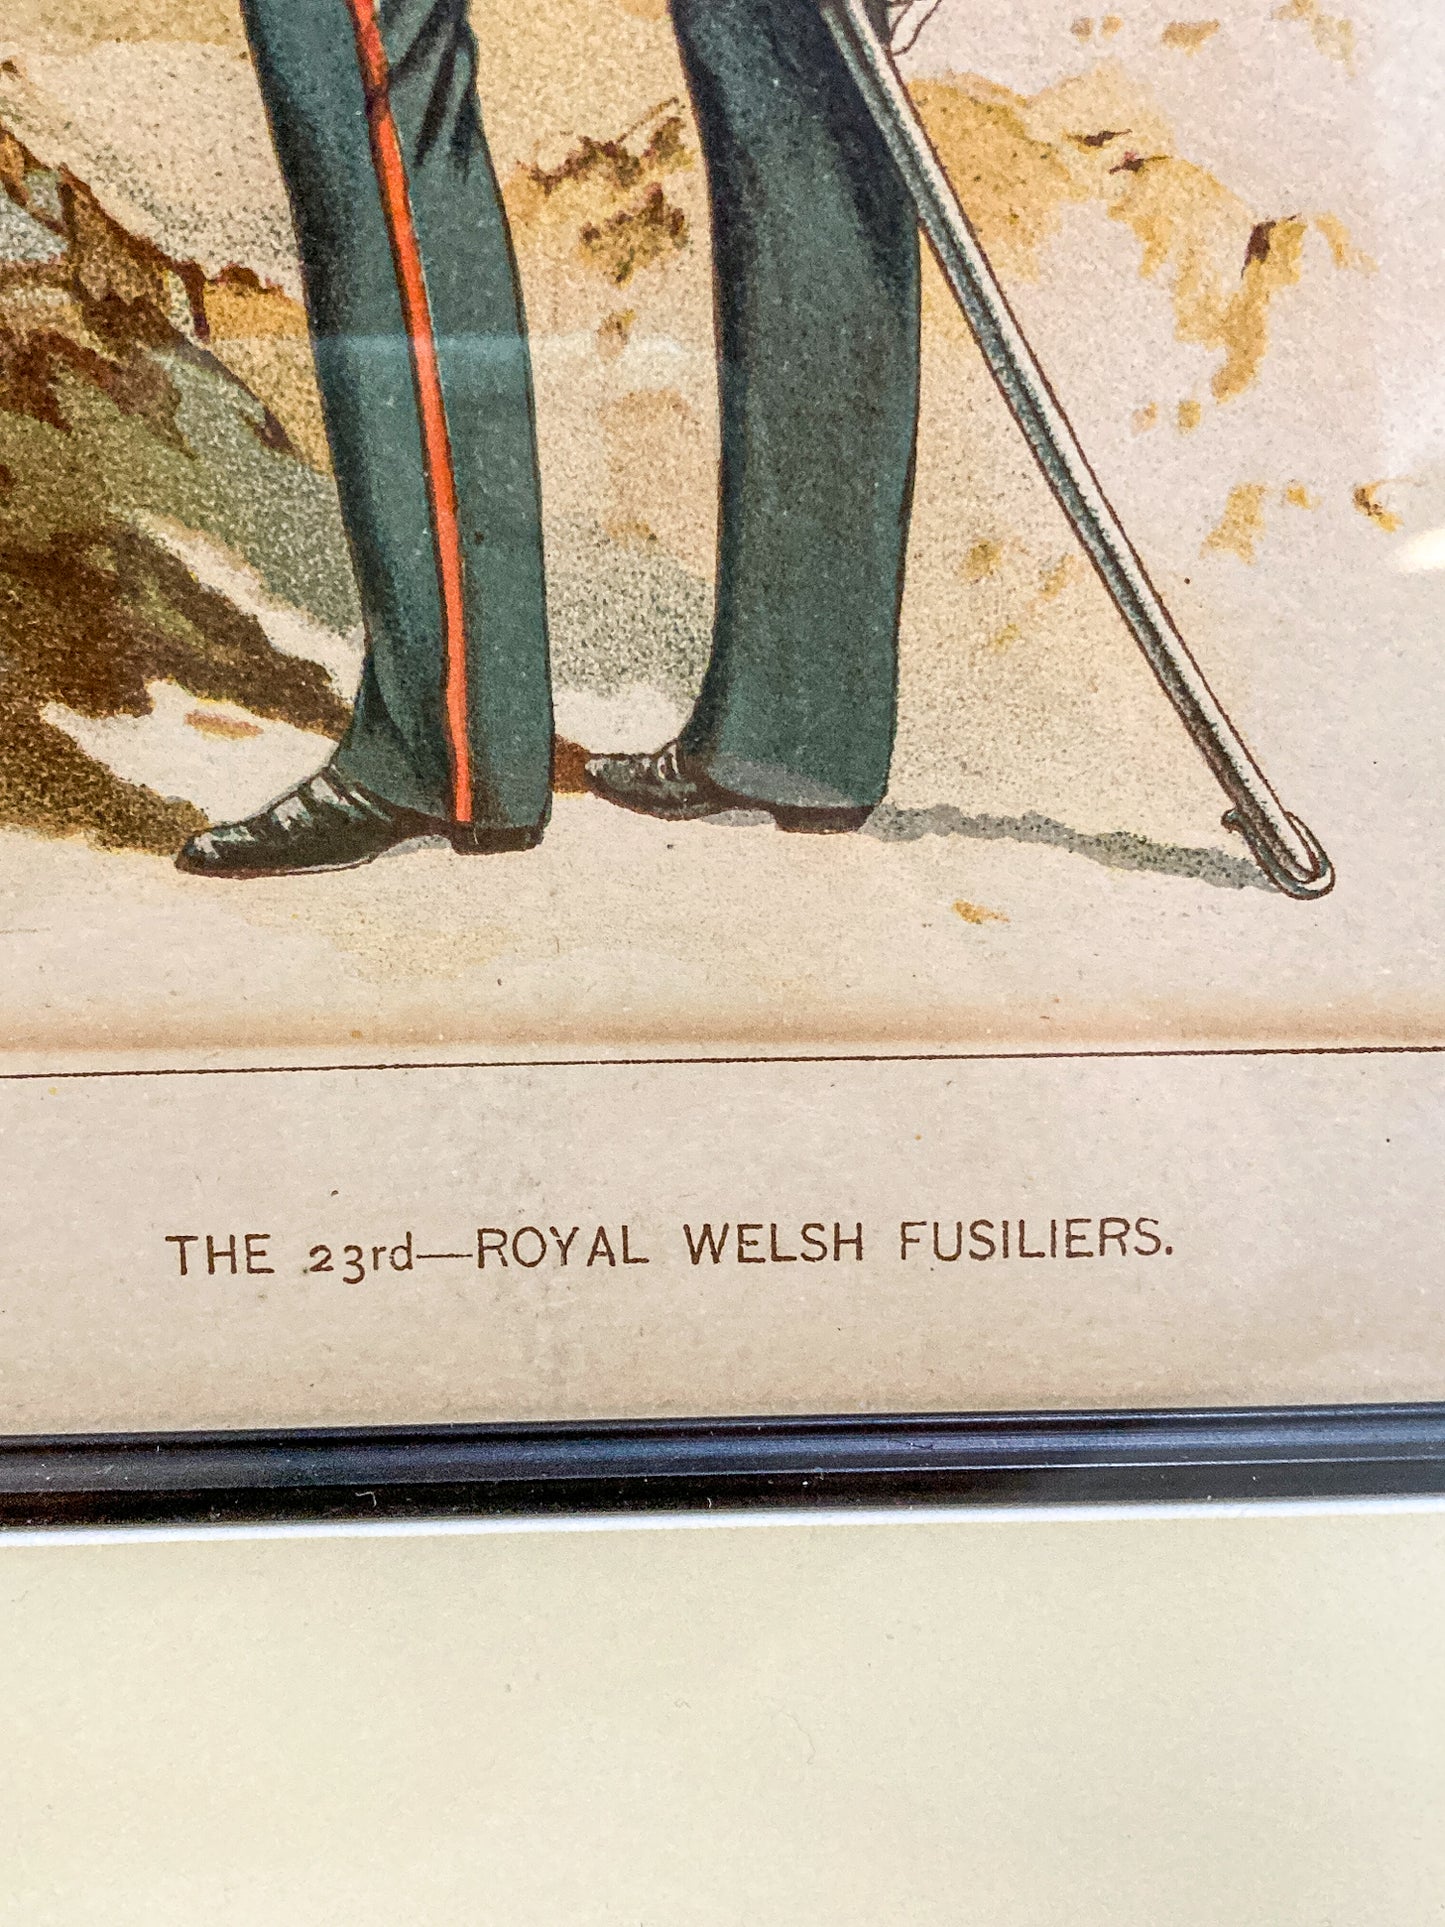 THE 23rd—ROYAL WELSH FUSILIERS.